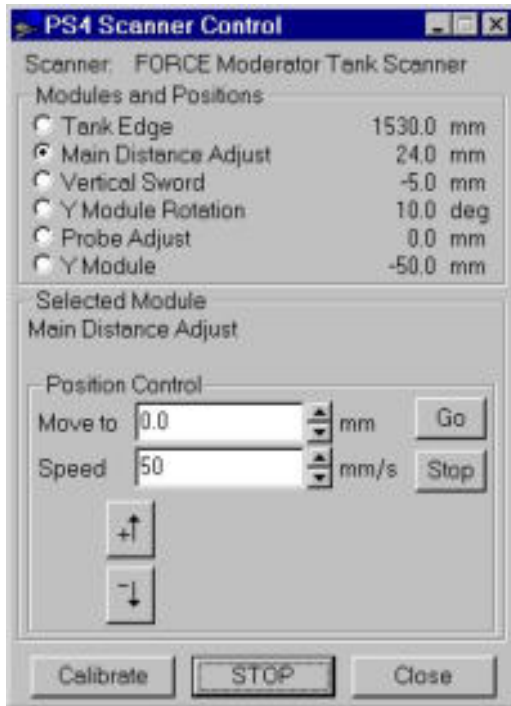 PS4 Scanner Control
Scanner: FORCE Moderator Tank Scanner
Modules and Positions
Tank Edge 1530.0 mm
Main Distance Adjust 24.0 mm
Vertical Sword -5.0 mm
Y Module Rotation 10.0 deg
Probe Adjust 0.0 mm
Y Module -50.0 mm
Selected Module
Main Distance Adjust
Position Control
Move to 0.0 mm Go
Speed 50 mm/s Stop
+
-
Calibrate STOP Close